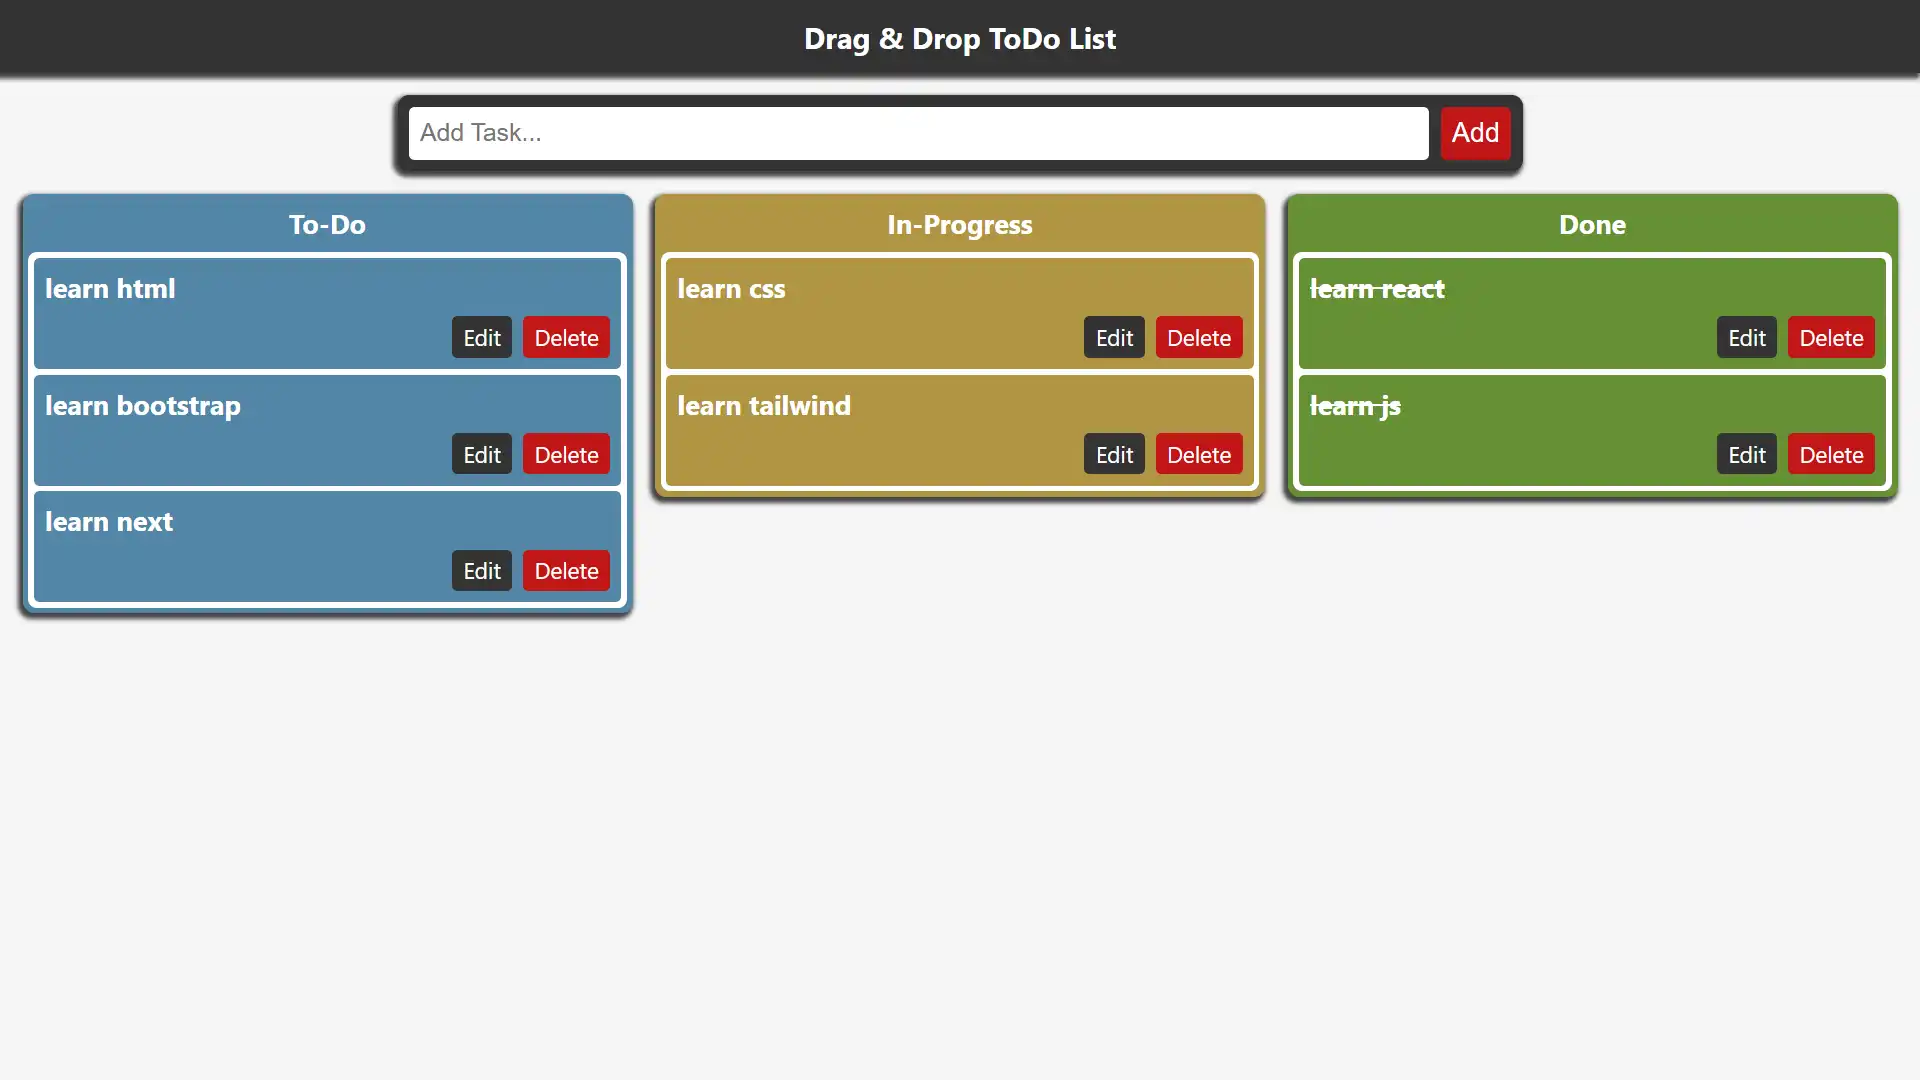 Drag & Drop ToDo List
Add Task...
Add
To-Do
learn html
Edit
Delete
learn bootstrap
Edit
Delete
learn next
Edit
Delete
In-Progress
learn css
Edit
Delete
learn tailwind
Edit
Delete
Done
learn react
Edit
Delete
learn js
Edit
Delete